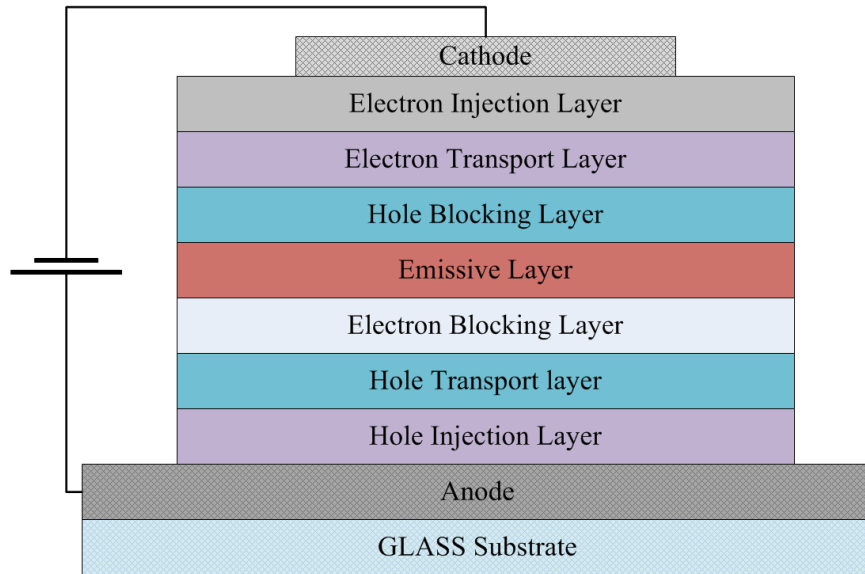 Cathode
Electron Injection Layer
Electron Transport Layer
Hole Blocking Layer
Emissive Layer
Electron Blocking Layer
Hole Transport layer
Hole Injection Layer
Anode
GLASS Substrate